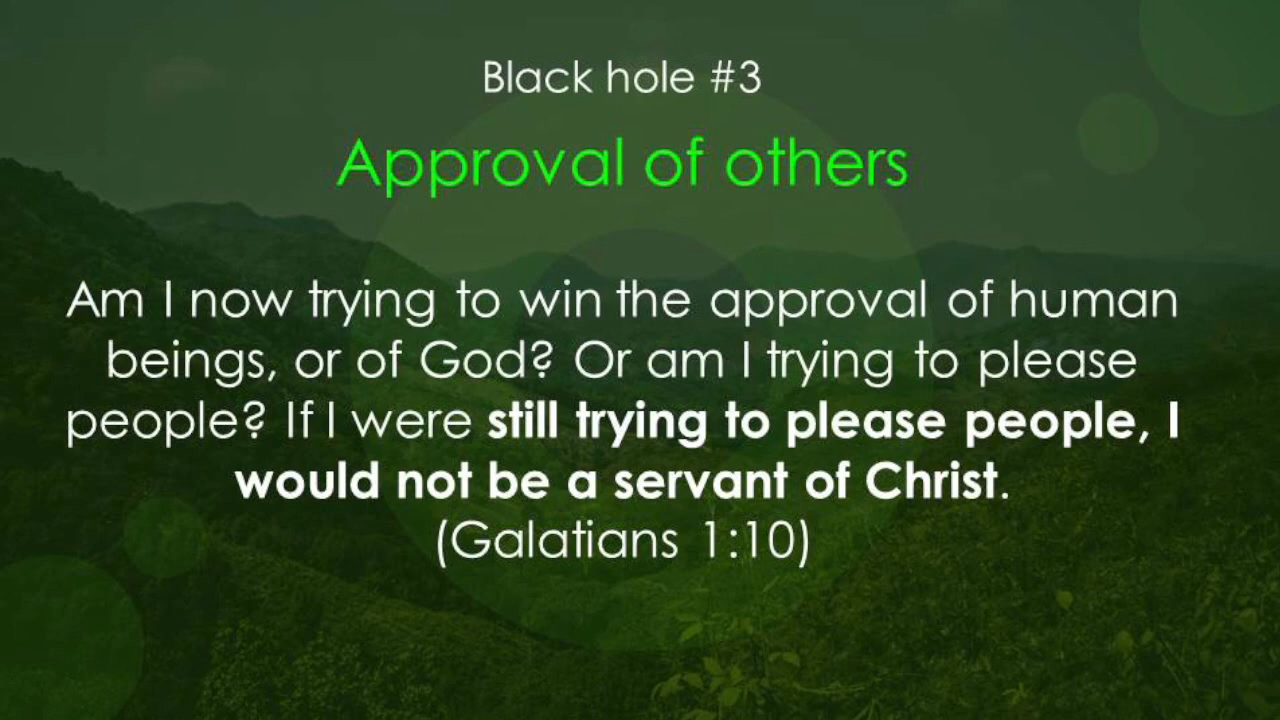 Black hole #3
Approval of others
Am I now trying to win the approval of human
beings, or of God? Or am I trying to please
people? If I were still trying to please people, I
would not be a servant of Christ.
(Galatians 1:10)